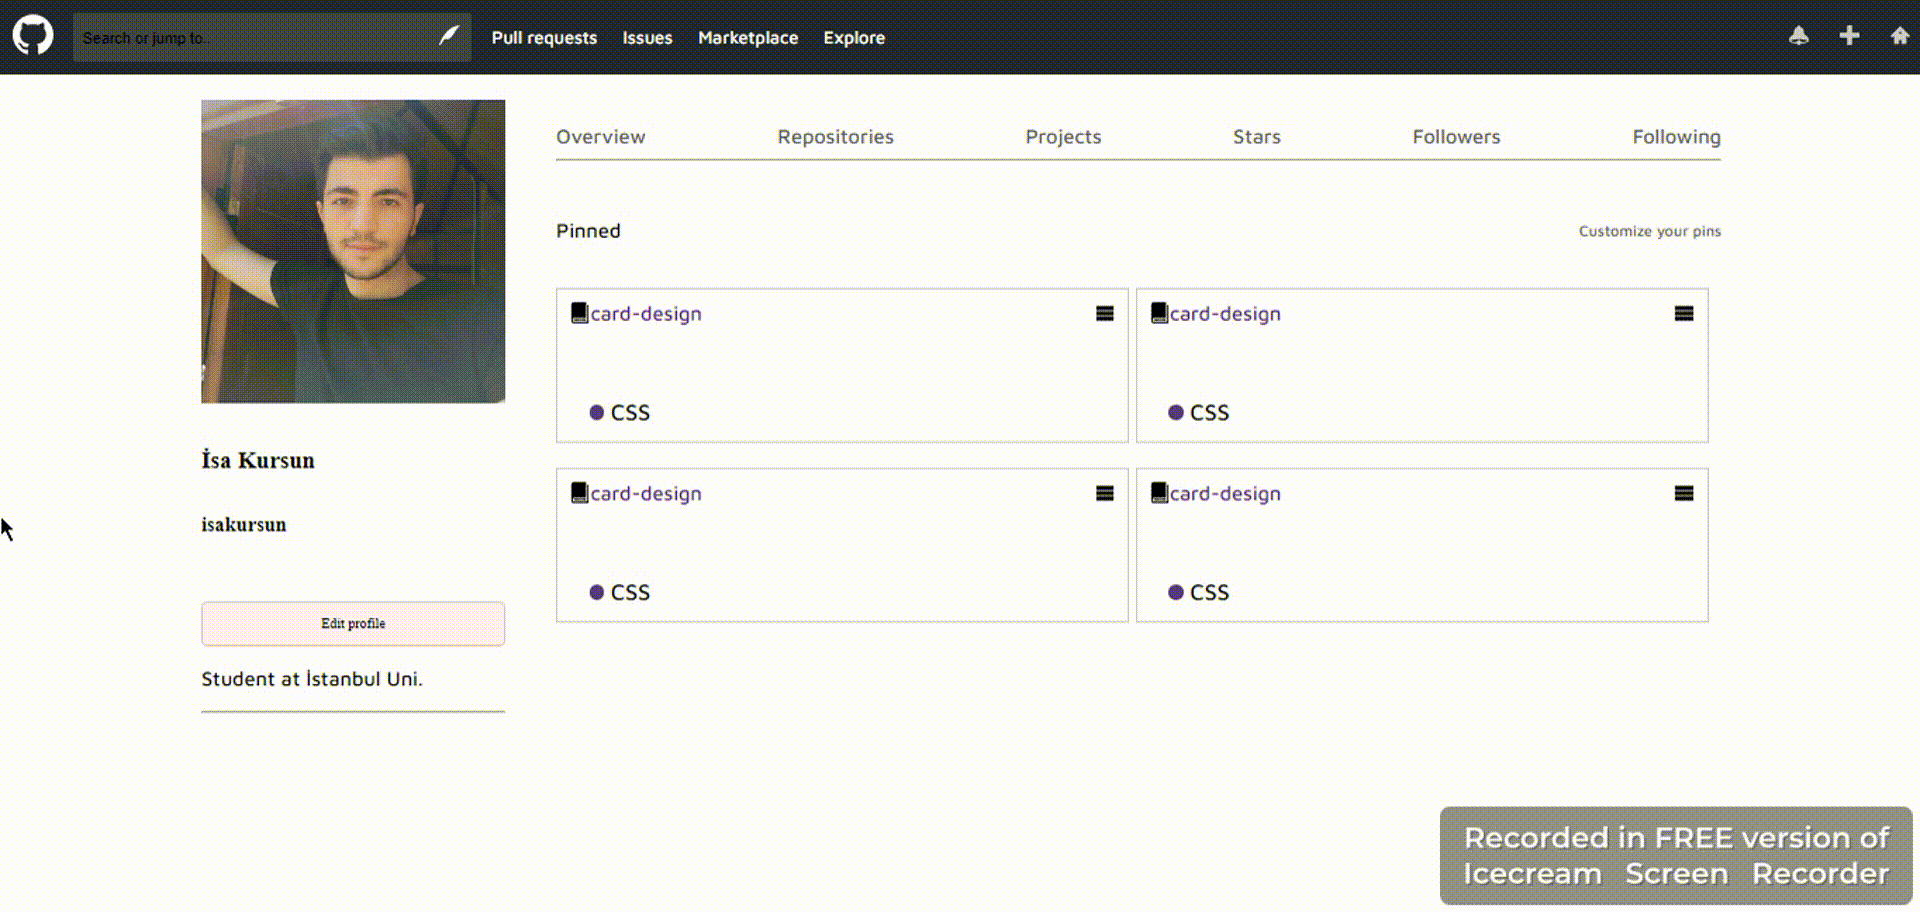 Search or jump to..
Pull requests Issues Marketplace Explore
Overview Repositories Projects Stars Followers Following
Pinned Customize your pins
card-design card-design
CSS CSS
card-design card-design
CSS CSS
İsa Kursun
isakursun
Edit profile
Student at İstanbul Uni.
Recorded in FREE version of
Icecream Screen Recorder